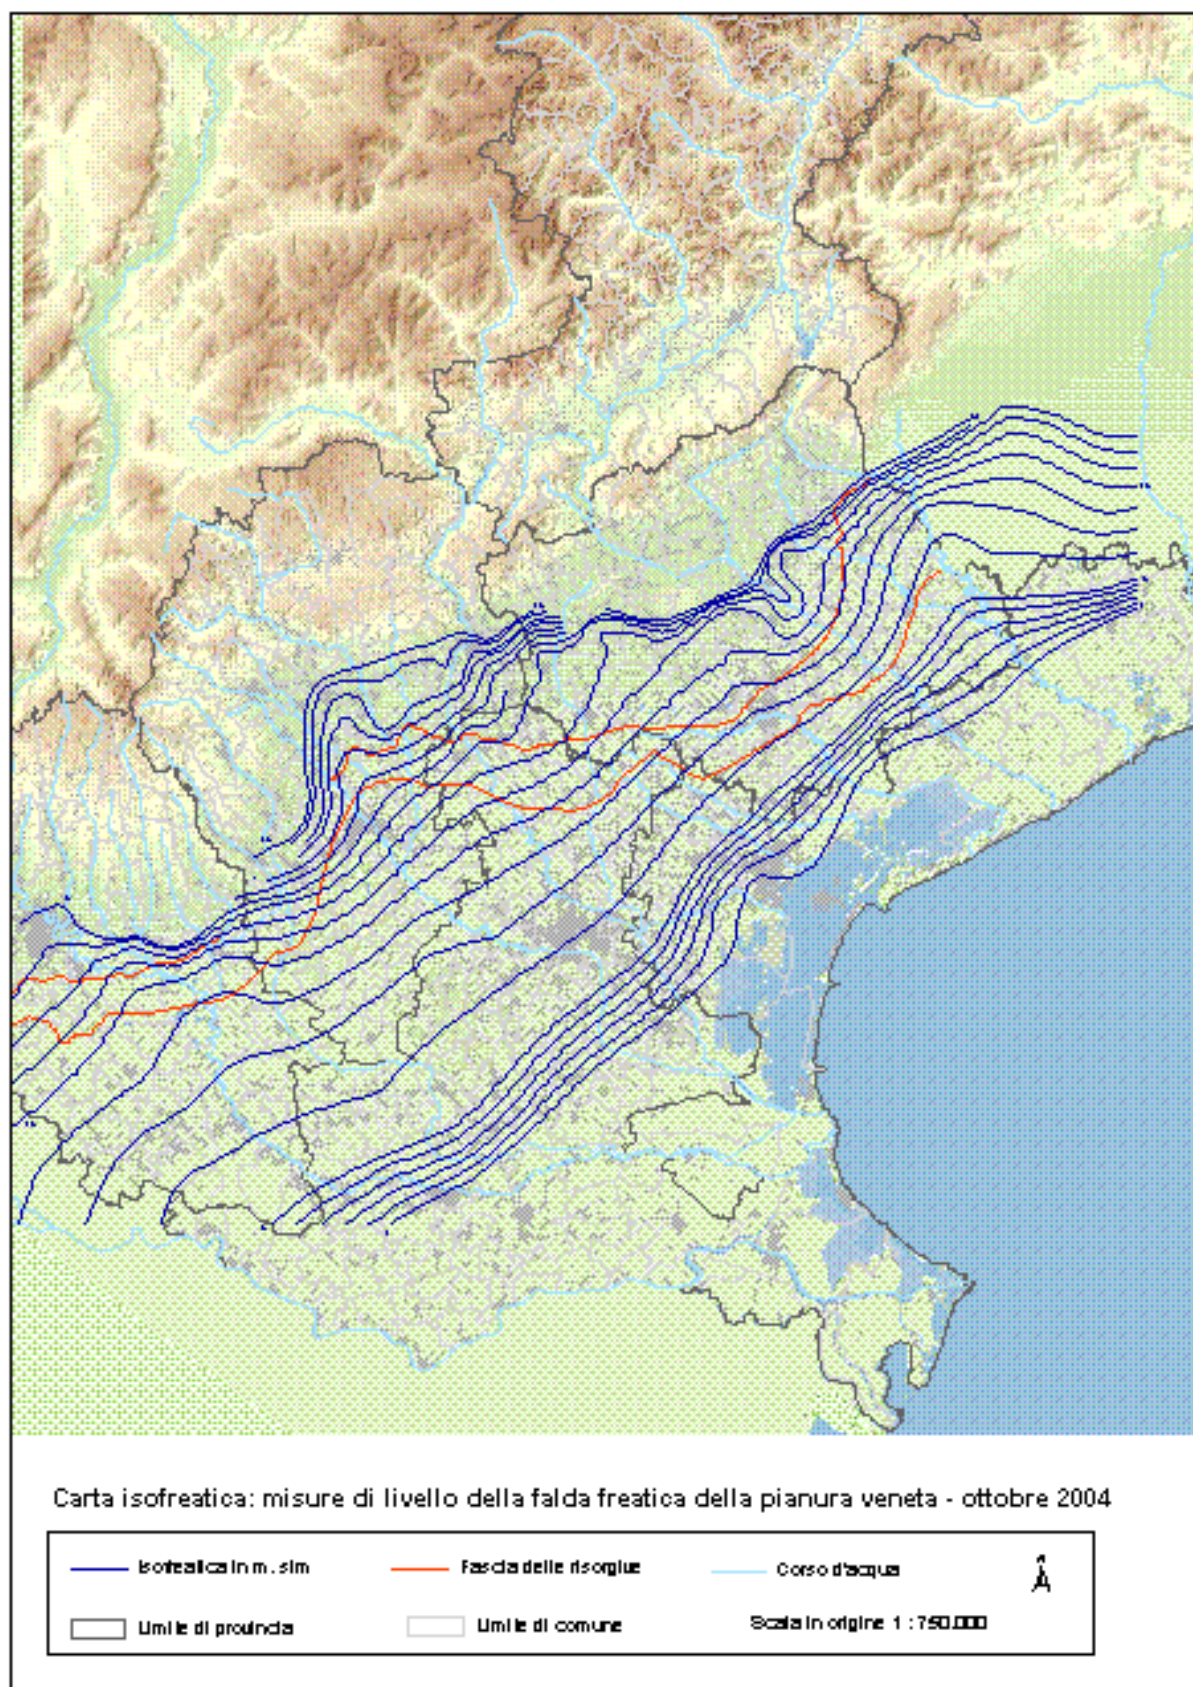 Carta isofreatica: misure di livello della falda freatica della pianura veneta - ottobre 2004
Isofreatica in m. slm
Fascia delle risorgive
Corso d'acqua
Limite di provincia
Limite di comune
Scala in origine 1 : 750.000